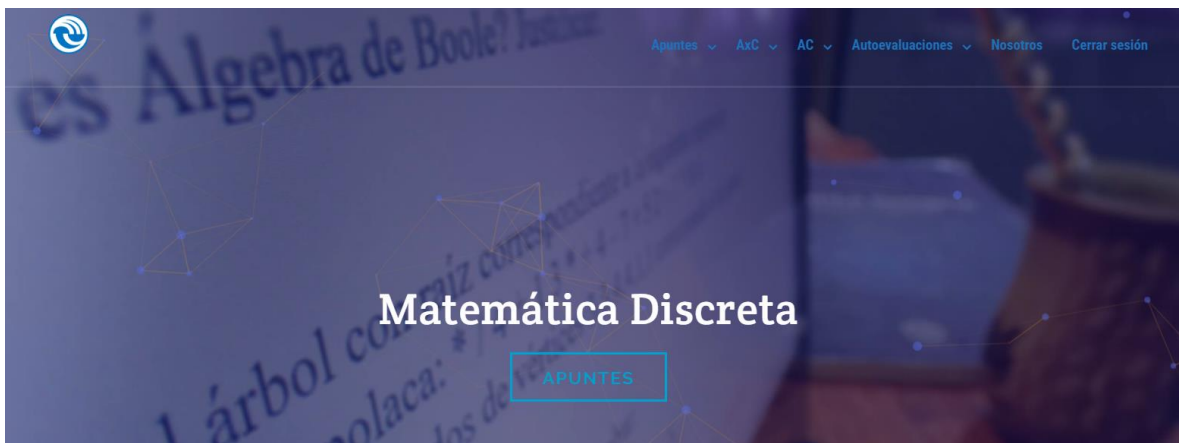 Apuntes AxC AC Autoevaluaciones Nosotros Cerrar sesión
es Álgebra de Boole? Justificar
árbol con raíz correspondiente a la
polaca:
Matemática Discreta
APUNTES